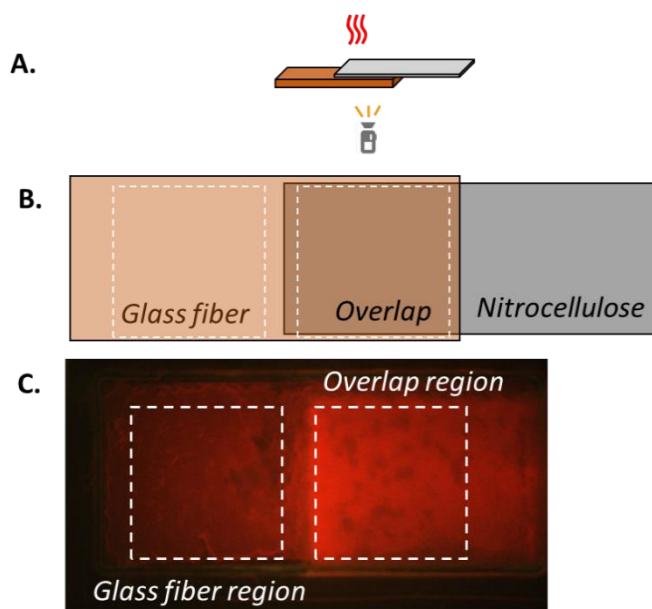 A.
B.
Glass fiber
Overlap
Nitrocellulose
C.
Overlap region
Glass fiber region